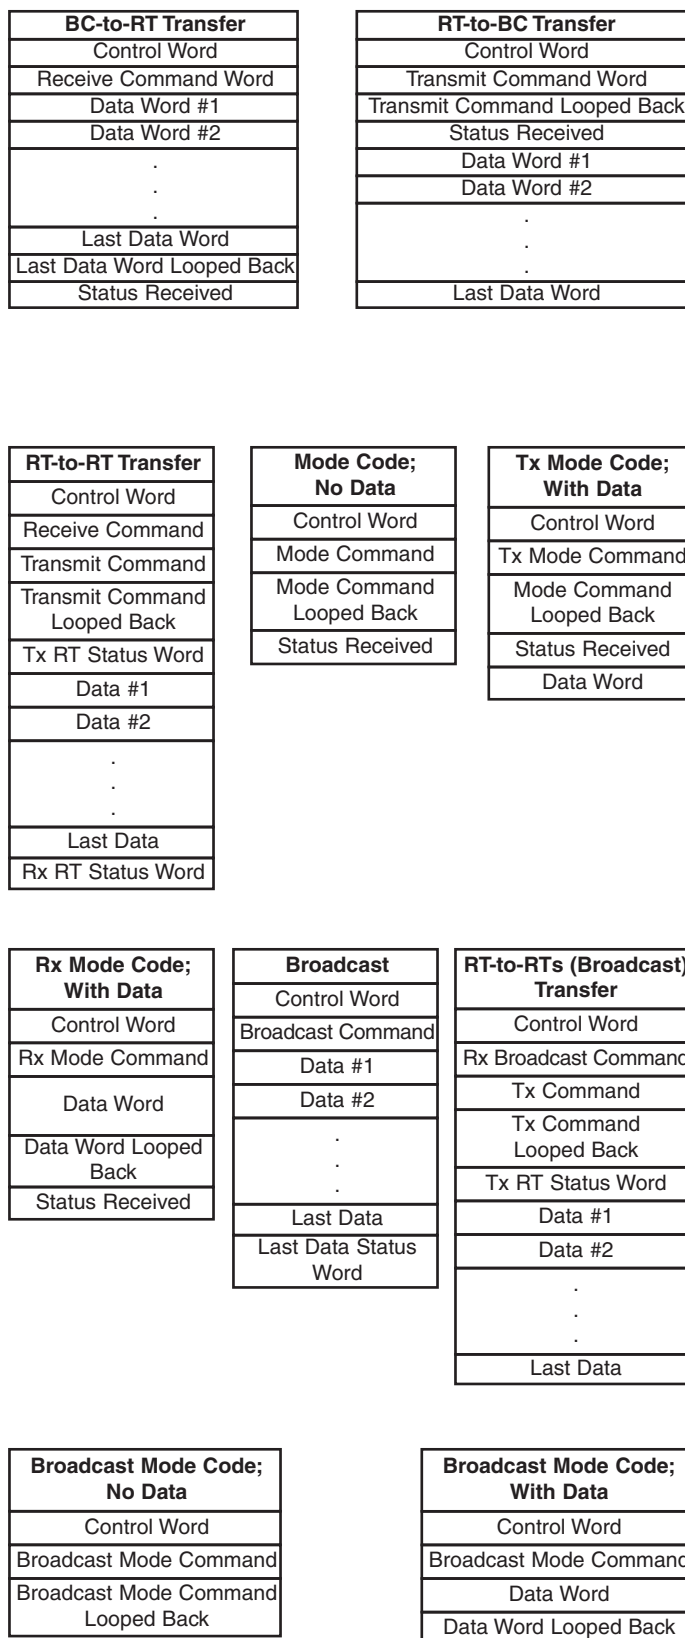 BC-to-RT Transfer
Control Word
Receive Command Word
Data Word #1
Data Word #2
.
.
.
Last Data Word
Last Data Word Looped Back
Status Received
RT-to-BC Transfer
Control Word
Transmit Command Word
Transmit Command Looped Back
Status Received
Data Word #1
Data Word #2
.
.
.
Last Data Word
RT-to-RT Transfer
Control Word
Receive Command
Transmit Command
Transmit Command
Looped Back
Tx RT Status Word
Data #1
Data #2
.
.
.
Last Data
Rx RT Status Word
Mode Code;
No Data
Control Word
Mode Command
Mode Command
Looped Back
Status Received
Tx Mode Code;
With Data
Control Word
Tx Mode Command
Mode Command
Looped Back
Status Received
Data Word
Rx Mode Code;
With Data
Control Word
Rx Mode Command
Data Word
Data Word Looped
Back
Status Received
Broadcast
Control Word
Broadcast Command
Data #1
Data #2
.
.
.
Last Data
Last Data Status
Word
RT-to-RTs (Broadcast)
Transfer
Control Word
Rx Broadcast Command
Tx Command
Tx Command
Looped Back
Tx RT Status Word
Data #1
Data #2
.
.
.
Last Data
Broadcast Mode Code;
No Data
Control Word
Broadcast Mode Command
Broadcast Mode Command
Looped Back
Broadcast Mode Code;
With Data
Control Word
Broadcast Mode Command
Data Word
Data Word Looped Back